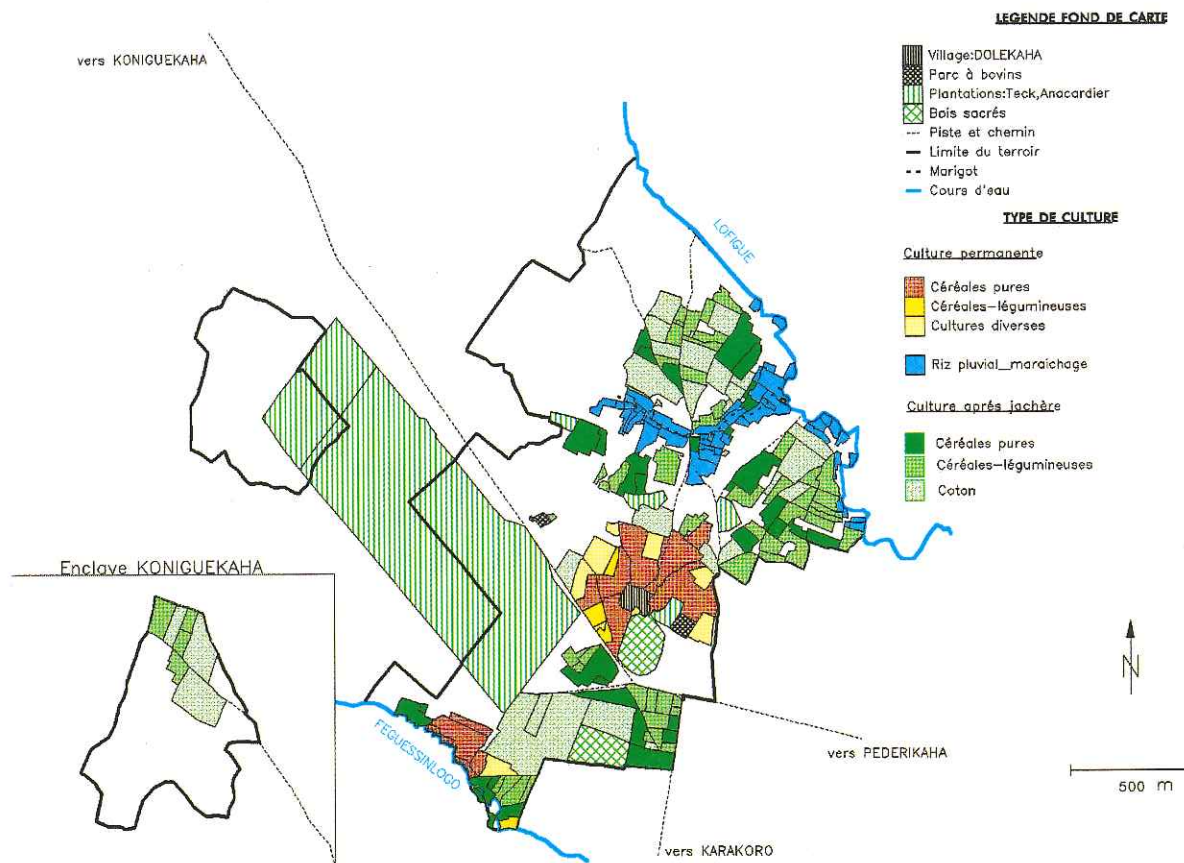 LEGENDE FOND DE CARTE
Village:DOLEKAHA
Parc à bovins
Plantations:Teck,Anacardier
Bois sacrés
Piste et chemin
Limite du terroir
Marigot
Cours d'eau
TYPE DE CULTURE
Culture permanente
Céréales pures
Céréales-légumineuses
Cultures diverses
Riz pluvial_maraichage
Culture après jachère
Céréales pures
Céréales-légumineuses
Coton
vers KONIGUEKAHA
LOFIGUE
Enclave KONIGUEKAHA
FEGUESSINLOGO
N
vers PEDERIKAHA
500 m
vers KARAKORO